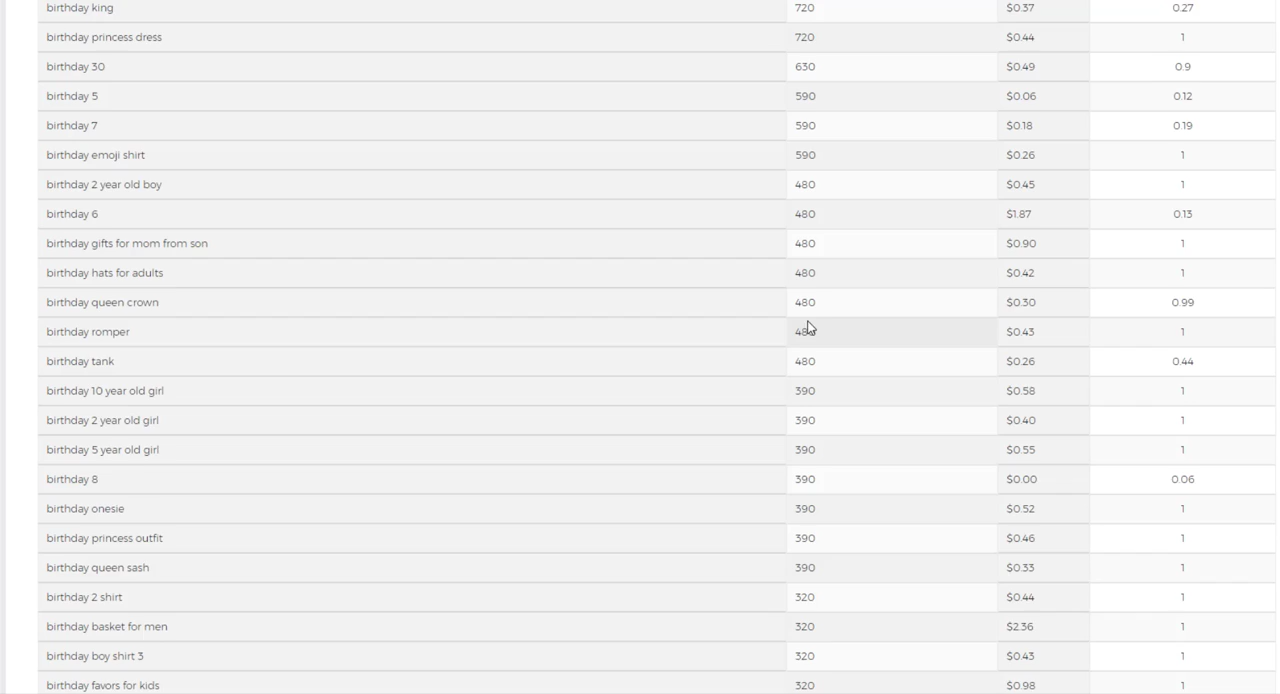 birthday king 720 $0.37 0.27
birthday princess dress 720 $0.44 1
birthday 30 630 $0.49 0.9
birthday 5 590 $0.06 0.12
birthday 7 590 $0.18 0.19
birthday emoji shirt 590 $0.26 1
birthday 2 year old boy 480 $0.45 1
birthday 6 480 $1.87 0.13
birthday gifts for mom from son 480 $0.90 1
birthday hats for adults 480 $0.42 1
birthday queen crown 480 $0.30 0.99
birthday romper 480 $0.43 1
birthday tank 480 $0.26 0.44
birthday 10 year old girl 390 $0.58 1
birthday 2 year old girl 390 $0.40 1
birthday 5 year old girl 390 $0.55 1
birthday 8 390 $0.00 0.06
birthday onesie 390 $0.52 1
birthday princess outfit 390 $0.46 1
birthday queen sash 390 $0.33 1
birthday 2 shirt 320 $0.44 1
birthday basket for men 320 $2.36 1
birthday boy shirt 3 320 $0.43 1
birthday favors for kids 320 $0.98 1